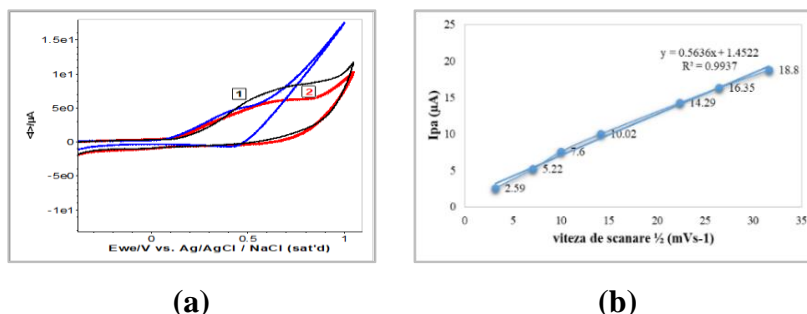 1.5e1
1e1
5e0
0
-5e0
-1e1
<I>/µA
1
2
0
0.5
1
Ewe/V vs. Ag/AgCl / NaCl (sat'd)
(a)
25
20
15
10
5
0
Ipa (µA)
y = 0.5636x + 1.4522
R² = 0.9937
2.59
5.22
7.6
10.02
14.29
16.35
18.8
0
5
10
15
20
25
30
35
viteza de scanare ½ (mVs-1)
(b)